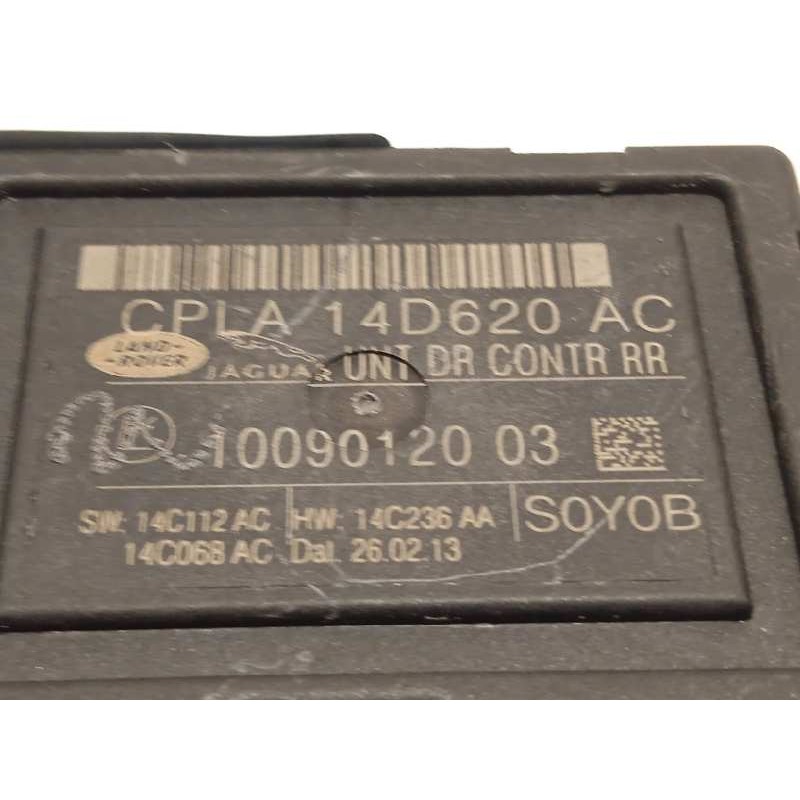 CPLA 14D620 AC
LAND-
-ROVER
JAGUAR UNT DR CONTR RR
10090120 03
SW: 14C112 AC HW: 14C236 AA S0Y0B
14C068 AC Dat. 26.02.13